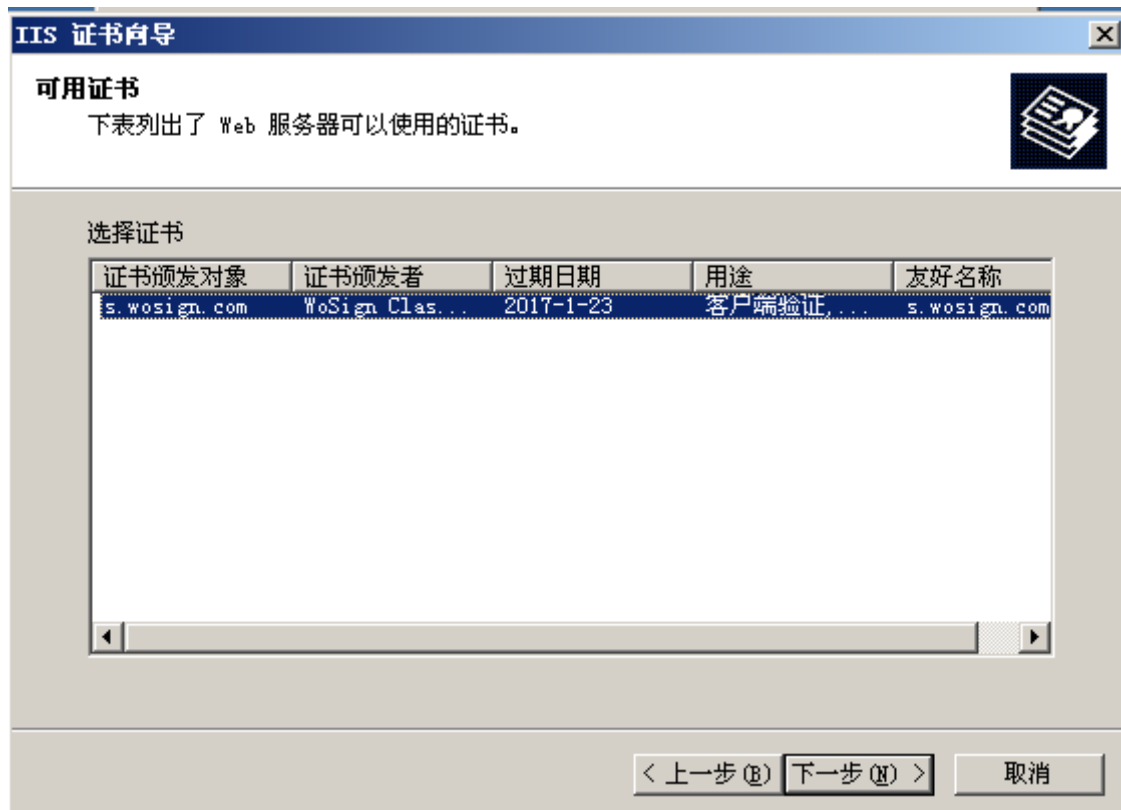 IIS 证书向导
可用证书
下表列出了 Web 服务器可以使用的证书。
选择证书
证书颁发对象 证书颁发者 过期日期 用途 友好名称
s.wosign.com WoSign Clas... 2017-1-23 客户端验证,... s.wosign.com
< 上一步(B) 下一步(N) > 取消